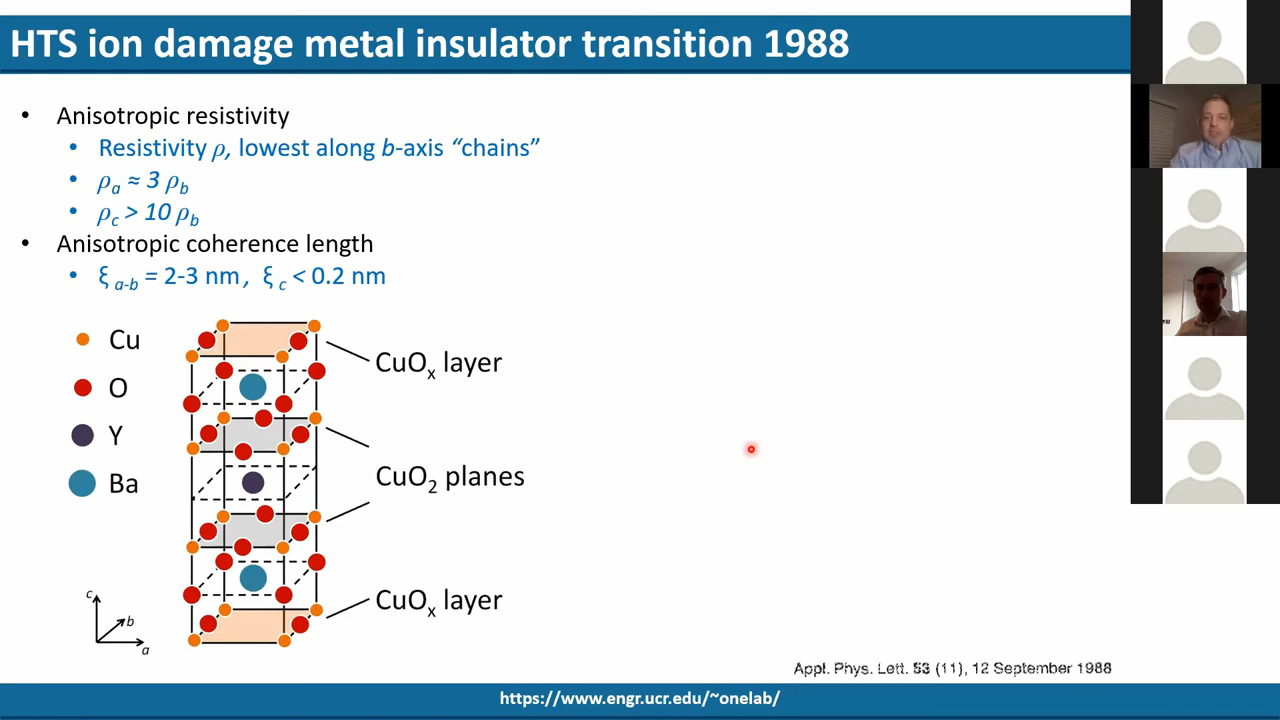 HTS ion damage metal insulator transition 1988
• Anisotropic resistivity
• Resistivity ρ, lowest along b-axis “chains”
• ρa ≈ 3 ρb
• ρc > 10 ρb
• Anisotropic coherence length
• ξ a-b = 2-3 nm, ξ c < 0.2 nm
Cu
O
Y
Ba
CuOx layer
CuO2 planes
CuOx layer
c
b
a
Appl. Phys. Lett. 53 (11), 12 September 1988
https://www.engr.ucr.edu/~onelab/